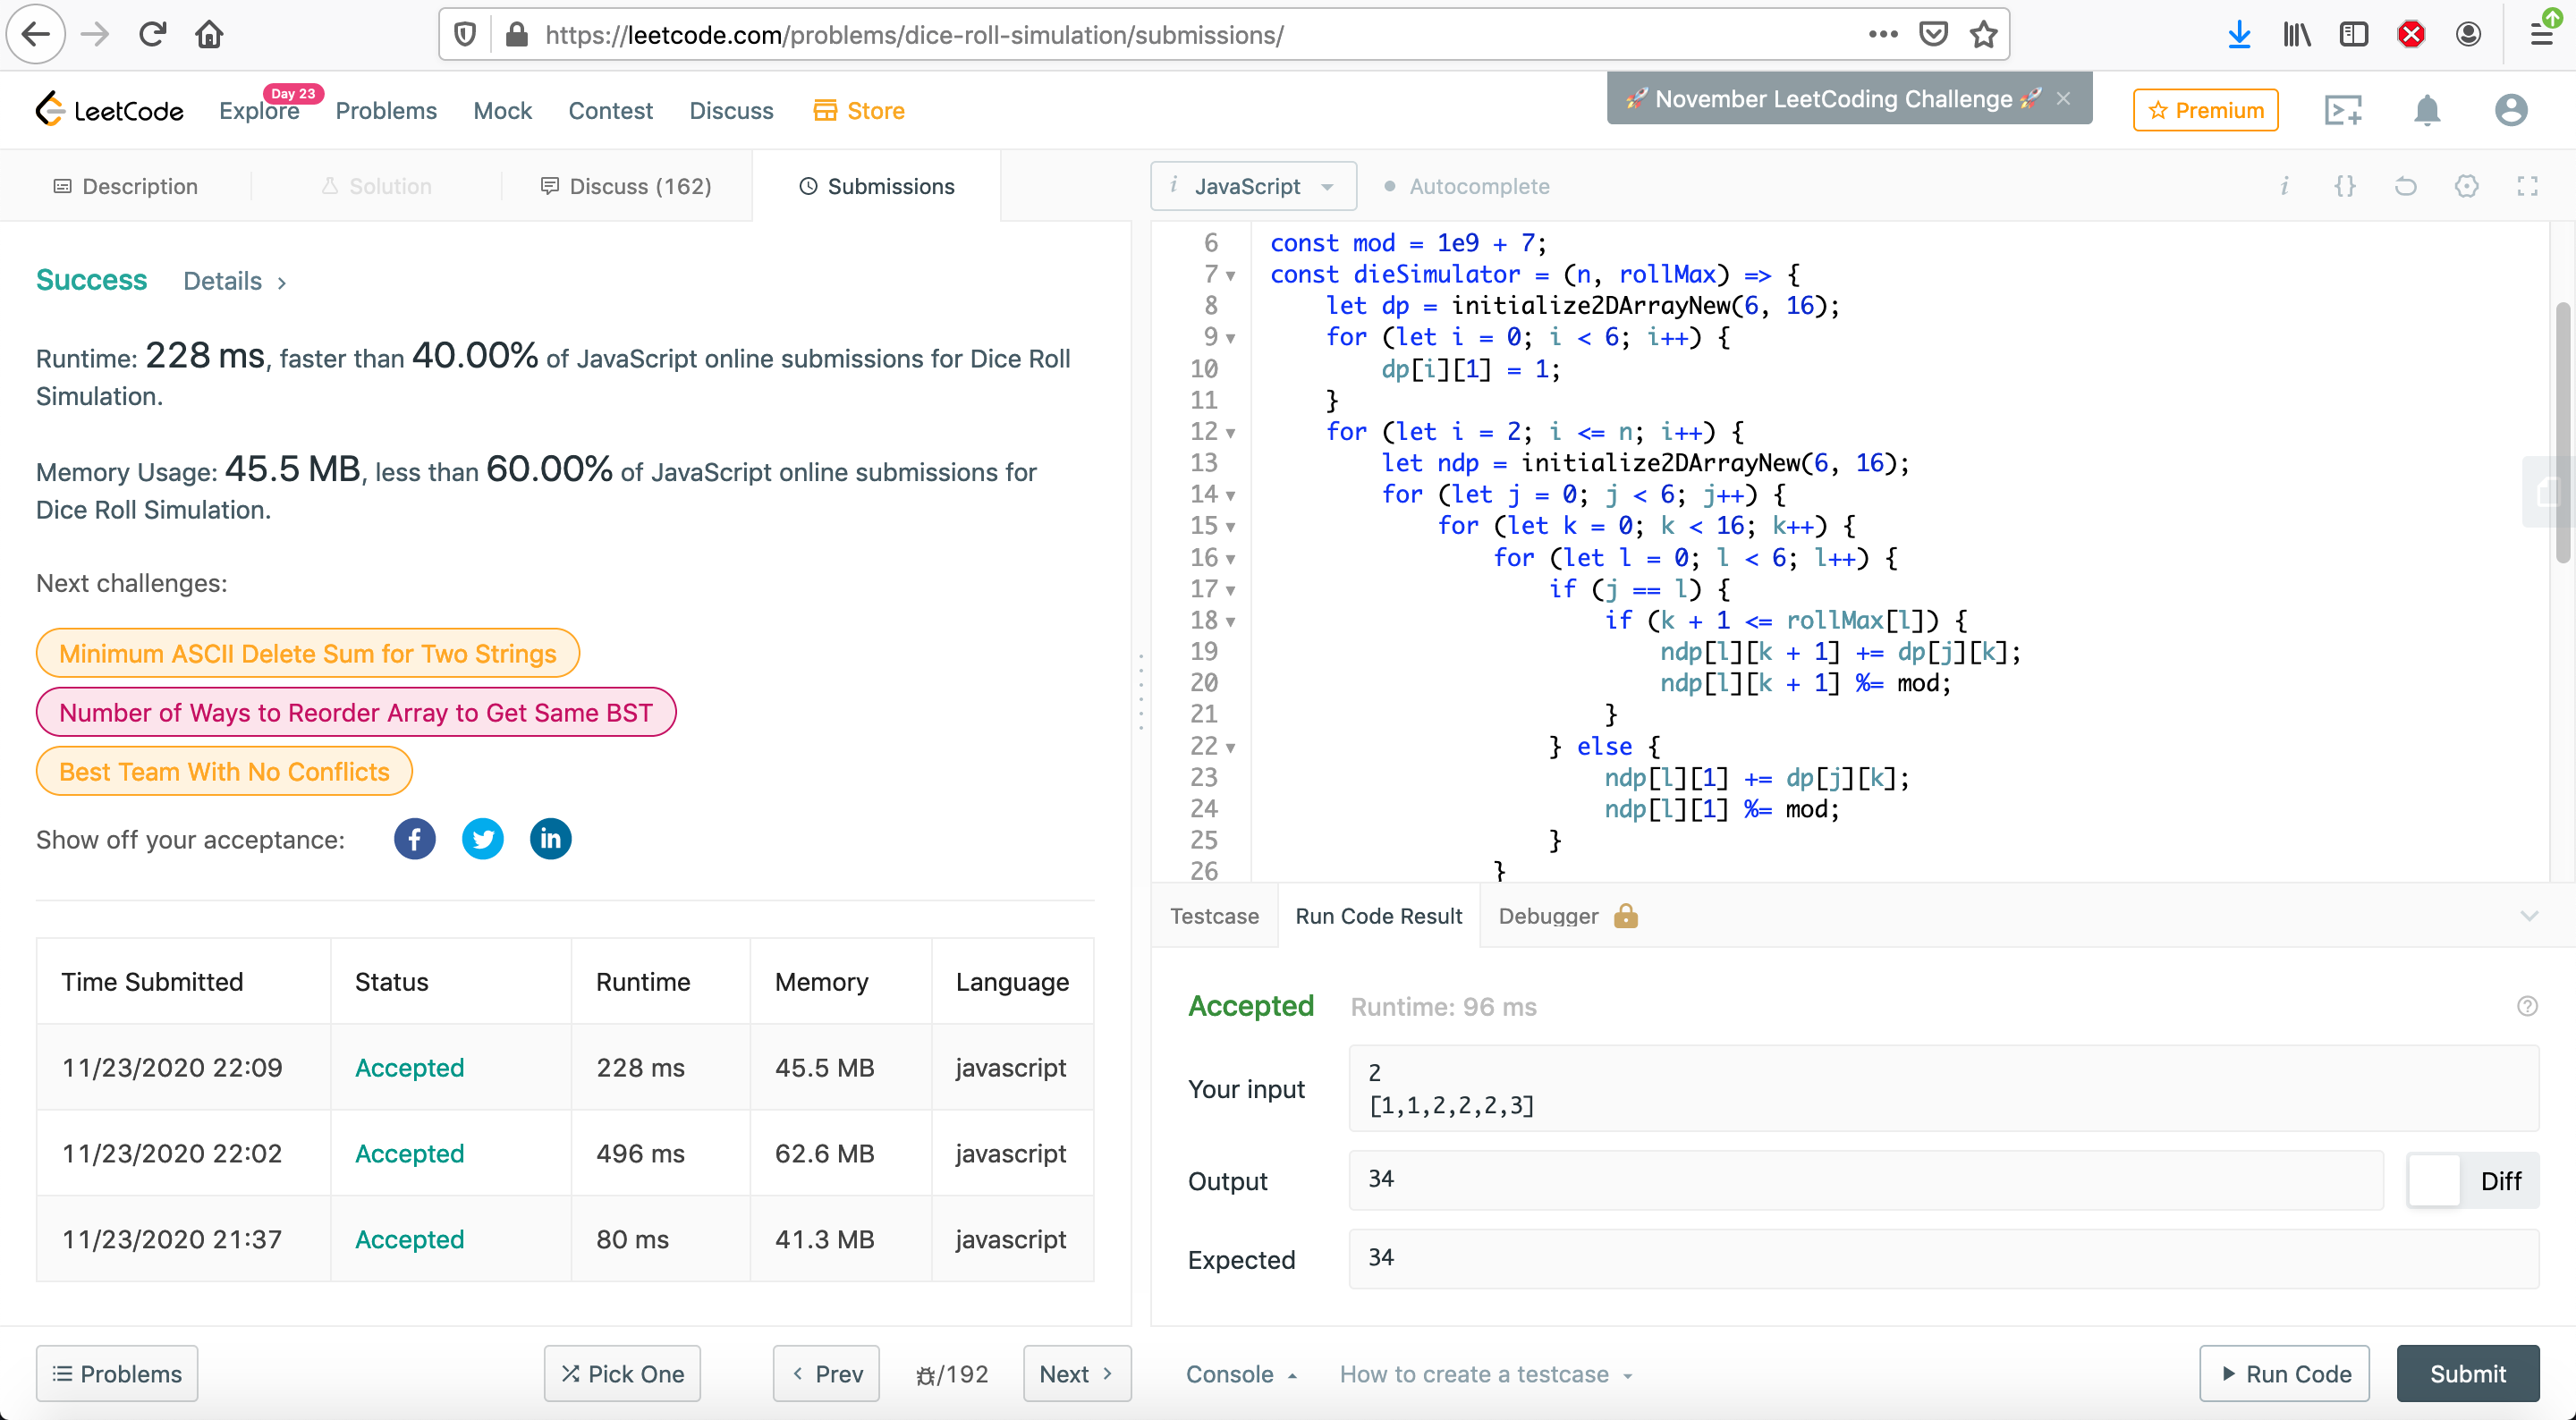 https://leetcode.com/problems/dice-roll-simulation/submissions/
LeetCode
Explore
Day 23
Problems
Mock
Contest
Discuss
Store
🚀 November LeetCoding Challenge 🚀 ×
Premium
Description
Solution
Discuss (162)
Submissions
Success
Details >
Runtime: 228 ms, faster than 40.00% of JavaScript online submissions for Dice Roll
Simulation.
Memory Usage: 45.5 MB, less than 60.00% of JavaScript online submissions for
Dice Roll Simulation.
Next challenges:
Minimum ASCII Delete Sum for Two Strings
Number of Ways to Reorder Array to Get Same BST
Best Team With No Conflicts
Show off your acceptance:
Time Submitted Status Runtime Memory Language
11/23/2020 22:09 Accepted 228 ms 45.5 MB javascript
11/23/2020 22:02 Accepted 496 ms 62.6 MB javascript
11/23/2020 21:37 Accepted 80 ms 41.3 MB javascript
Problems
Pick One
< Prev
/192
Next >
i JavaScript
Autocomplete
i {}
6 const mod = 1e9 + 7;
7 const dieSimulator = (n, rollMax) => {
8 let dp = initialize2DArrayNew(6, 16);
9 for (let i = 0; i < 6; i++) {
10 dp[i][1] = 1;
11 }
12 for (let i = 2; i <= n; i++) {
13 let ndp = initialize2DArrayNew(6, 16);
14 for (let j = 0; j < 6; j++) {
15 for (let k = 0; k < 16; k++) {
16 for (let l = 0; l < 6; l++) {
17 if (j == l) {
18 if (k + 1 <= rollMax[l]) {
19 ndp[l][k + 1] += dp[j][k];
20 ndp[l][k + 1] %= mod;
21 }
22 } else {
23 ndp[l][1] += dp[j][k];
24 ndp[l][1] %= mod;
25 }
26 }
Testcase
Run Code Result
Debugger
Accepted
Runtime: 96 ms
Your input
2
[1,1,2,2,2,3]
Output
34
Diff
Expected
34
Console
How to create a testcase
Run Code
Submit